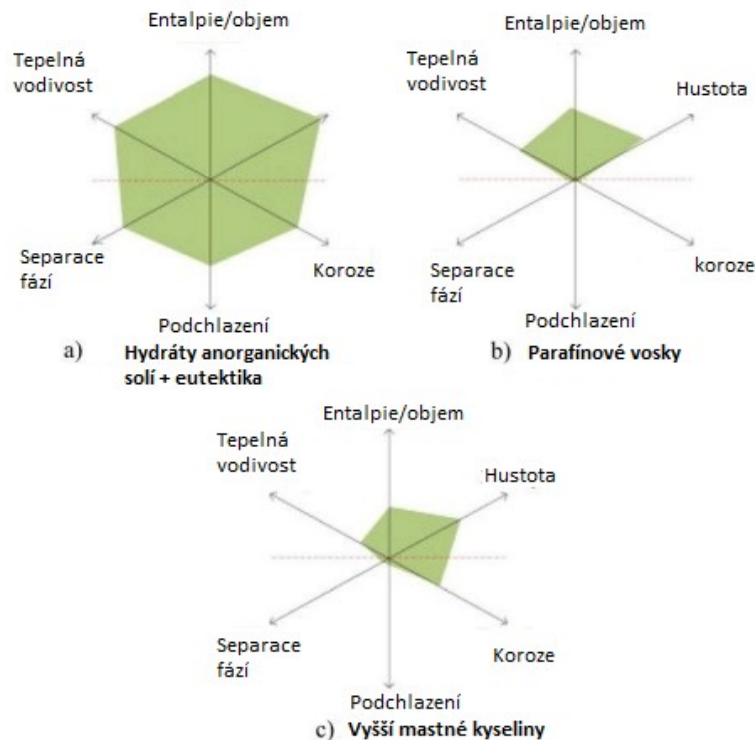 Entalpie/objem
Tepelná
vodivost
Separace
fází
Koroze
Podchlazení
a) Hydráty anorganických
solí + eutektika
Entalpie/objem
Tepelná
vodivost
Hustota
Separace
fází
koroze
Podchlazení
b) Parafínové vosky
Entalpie/objem
Tepelná
vodivost
Hustota
Separace
fází
Koroze
Podchlazení
c) Vyšší mastné kyseliny